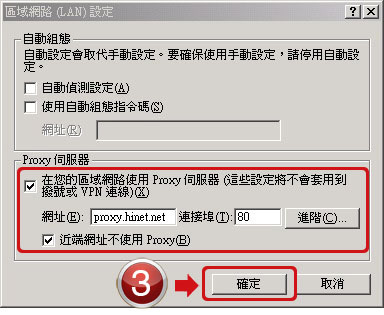 區域網路 (LAN) 設定
自動組態
自動設定會取代手動設定。要確保使用手動設定，請停用自動設
定。
自動偵測設定(A)
使用自動組態指令碼(S)
網址(R)
Proxy 伺服器
在您的區域網路使用 Proxy 伺服器 (這些設定將不會套用到
撥號或 VPN 連線)(X)
網址(E): proxy.hinet.net 連接埠(T): 80 進階(C)...
近端網址不使用 Proxy(B)
3 確定 取消